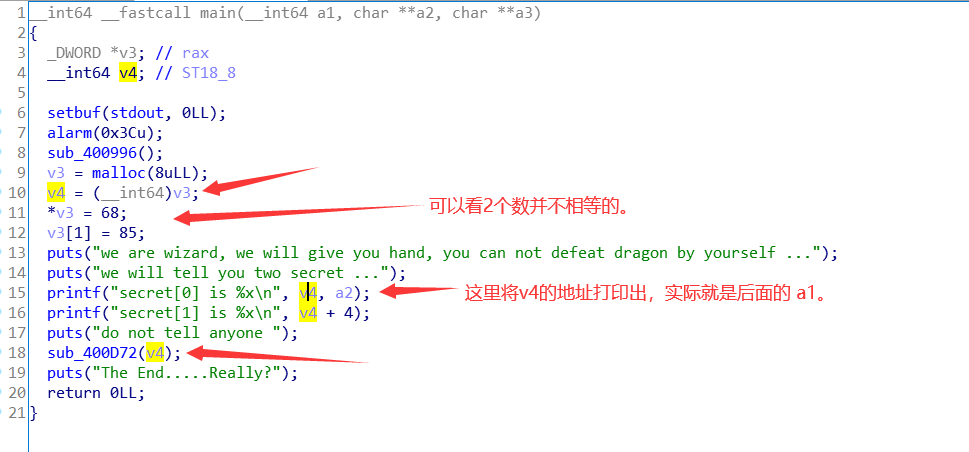 1 __int64 __fastcall main(__int64 a1, char **a2, char **a3)
2 {
3 _DWORD *v3; // rax
4 __int64 v4; // ST18_8
5
6 setbuf(stdout, 0LL);
7 alarm(0x3Cu);
8 sub_400996();
9 v3 = malloc(8uLL);
10 v4 = (__int64)v3;
11 *v3 = 68;
可以看2个数并不相等的。
12 v3[1] = 85;
13 puts("we are wizard, we will give you hand, you can not defeat dragon by yourself ...");
14 puts("we will tell you two secret ...");
15 printf("secret[0] is %x\n", v4, a2);
这里将v4的地址打印出，实际就是后面的 a1。
16 printf("secret[1] is %x\n", v4 + 4);
17 puts("do not tell anyone ");
18 sub_400D72(v4);
19 puts("The End.....Really?");
20 return 0LL;
21 }